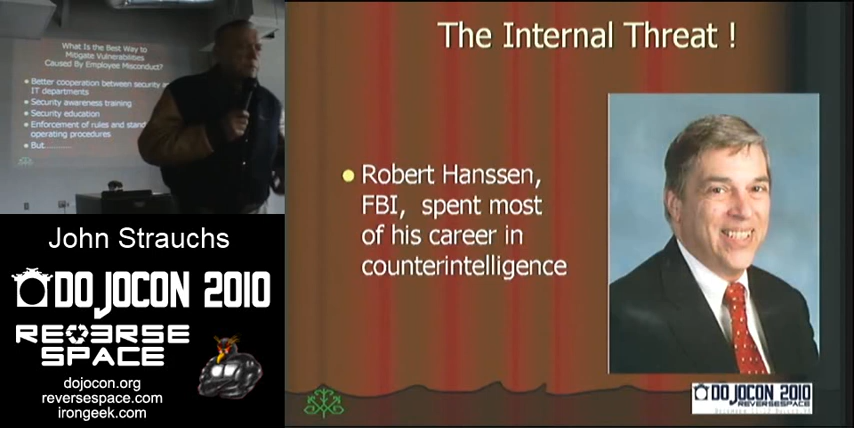 What Is the Best Way to
Mitigate Vulnerabilities
Caused By Employee Misconduct?
Better cooperation between security
IT departments
Security awareness training
Security education
Enforcement of rules and
operating procedures
But............
John Strauchs
DOJOCON 2010
REVERSE
SPACE
dojocon.org
reversespace.com
irongeek.com
The Internal Threat !
Robert Hanssen,
FBI, spent most
of his career in
counterintelligence
DOJOCON 2010
REVERSESPACE